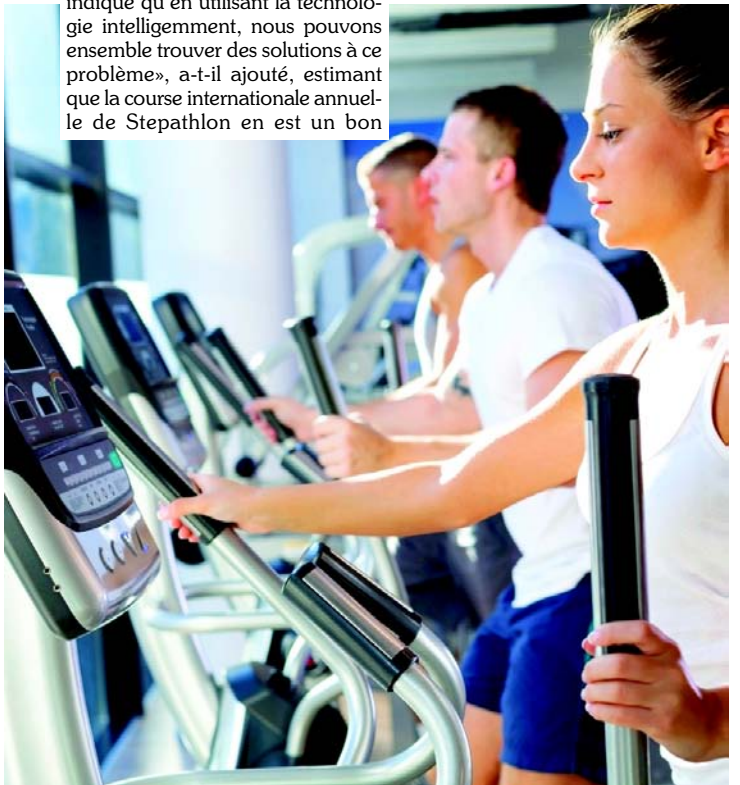 indiqué qu'en utilisant la technolo-
gie intelligemment, nous pouvons
ensemble trouver des solutions à ce
problème», a-t-il ajouté, estimant
que la course internationale annuel-
le de Stepathlon en est un bon